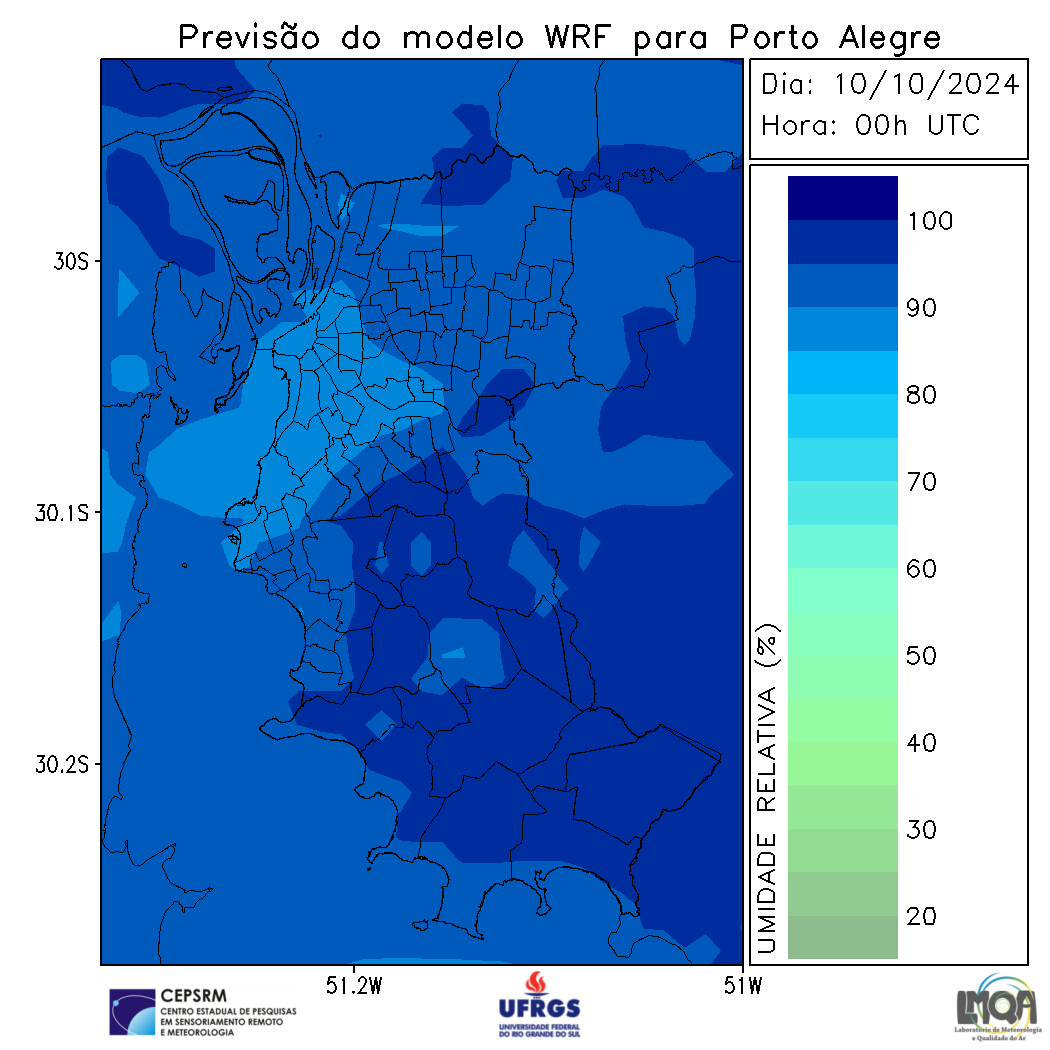 Previsão do modelo WRF para Porto Alegre
Dia: 10/10/2024
Hora: 00h UTC
30S
30.1S
30.2S
51.2W
51W
UMIDADE RELATIVA (%)
100
90
80
70
60
50
40
30
20
CEPSRM
CENTRO ESTADUAL DE PESQUISAS
EM SENSORIAMENTO REMOTO
E METEOROLOGIA
UFRGS
UNIVERSIDADE FEDERAL
DO RIO GRANDE DO SUL
LMQA
Laboratório de Meteorologia
e Qualidade do Ar